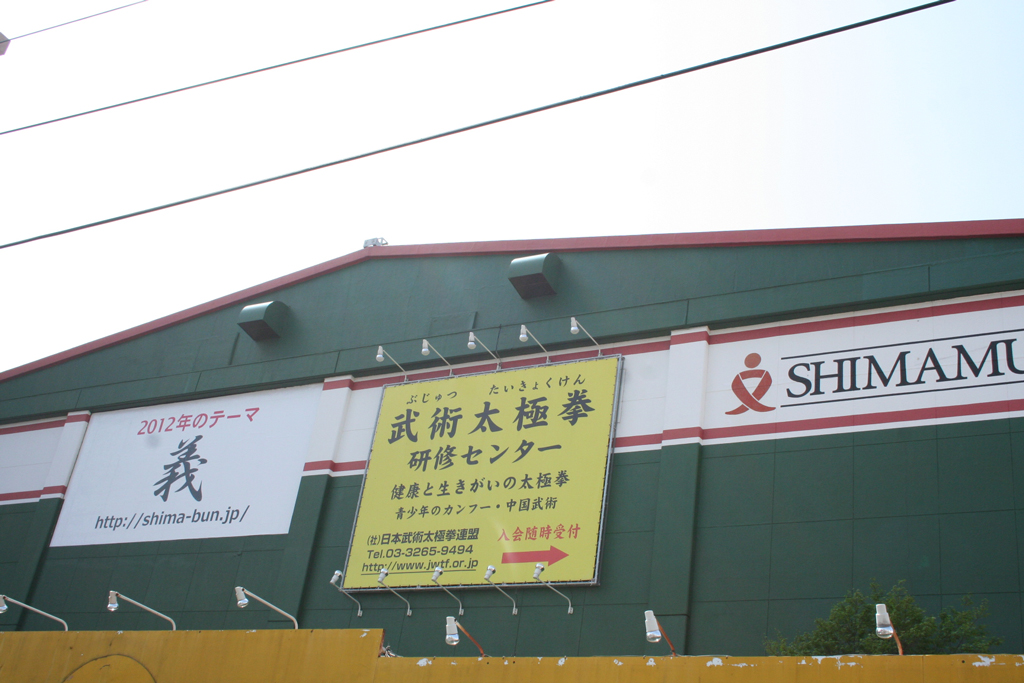 2012年のテーマ
義
http://shima-bun.jp/
ぶじゅつ たいきょくけん
武術太極拳
研修センター
健康と生きがいの太極拳
青少年のカンフー・中国武術
(社)日本武術太極拳連盟
Tel.03-3265-9494
http://www.jwtf.or.jp
入会随時受付
SHIMAMU